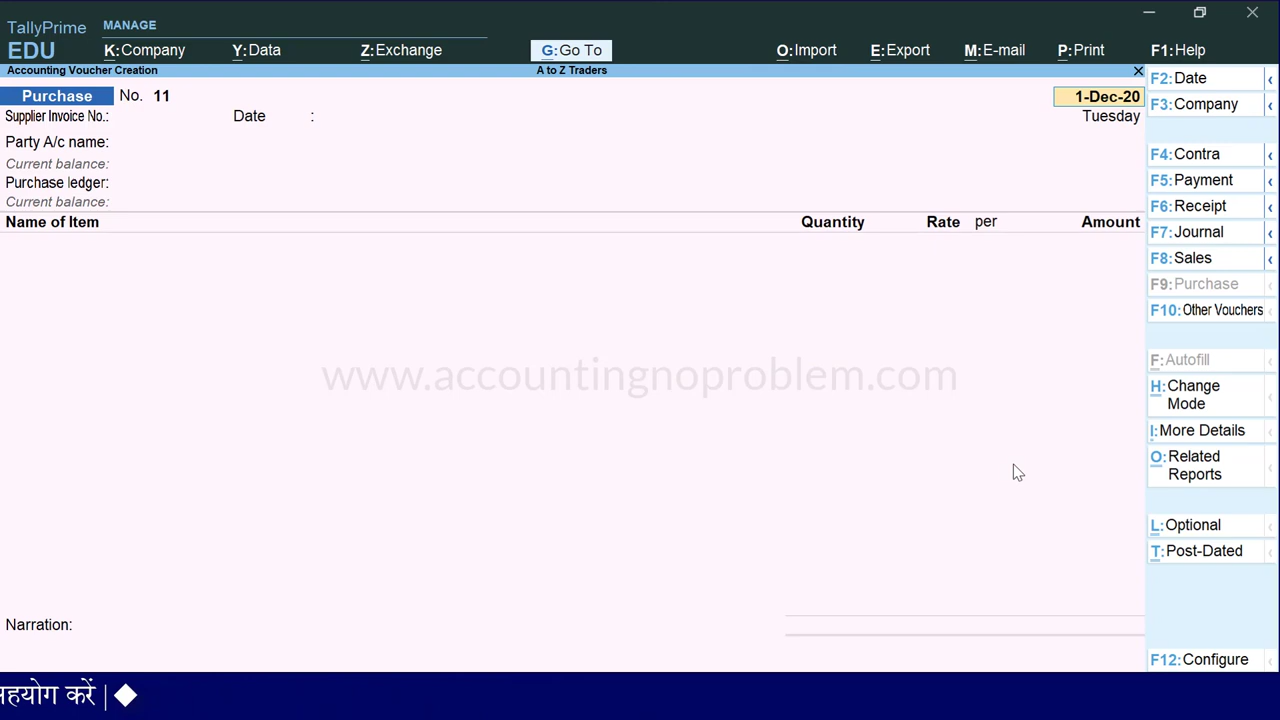 TallyPrime MANAGE
EDU K:Company Y:Data Z:Exchange G:Go To O:Import E:Export M:E-mail P:Print F1:Help
Accounting Voucher Creation A to Z Traders
Purchase No. 11 1-Dec-20
Supplier Invoice No.: Date : Tuesday
Party A/c name:
Current balance:
Purchase ledger:
Current balance:
Name of Item Quantity Rate per Amount
www.accountingnoproblem.com
Narration:
F2:Date
F3:Company
F4:Contra
F5:Payment
F6:Receipt
F7:Journal
F8:Sales
F9:Purchase
F10:Other Vouchers
F:Autofill
H:Change
Mode
I:More Details
O:Related
Reports
L:Optional
T:Post-Dated
F12:Configure
करें |